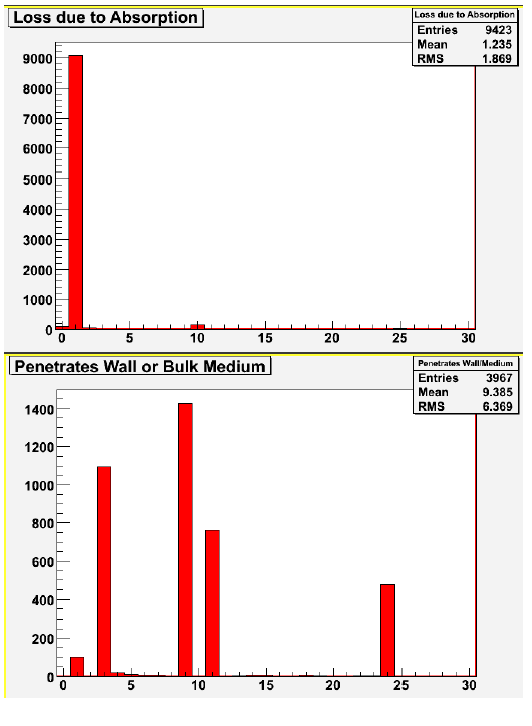 Loss due to Absorption
Loss due to Absorption
Entries 9423
Mean 1.235
RMS 1.869
9000
8000
7000
6000
5000
4000
3000
2000
1000
0
0 5 10 15 20 25 30
Penetrates Wall or Bulk Medium
Penetrates Wall/Medium
Entries 3967
Mean 9.385
RMS 6.369
1400
1200
1000
800
600
400
200
0
0 5 10 15 20 25 30